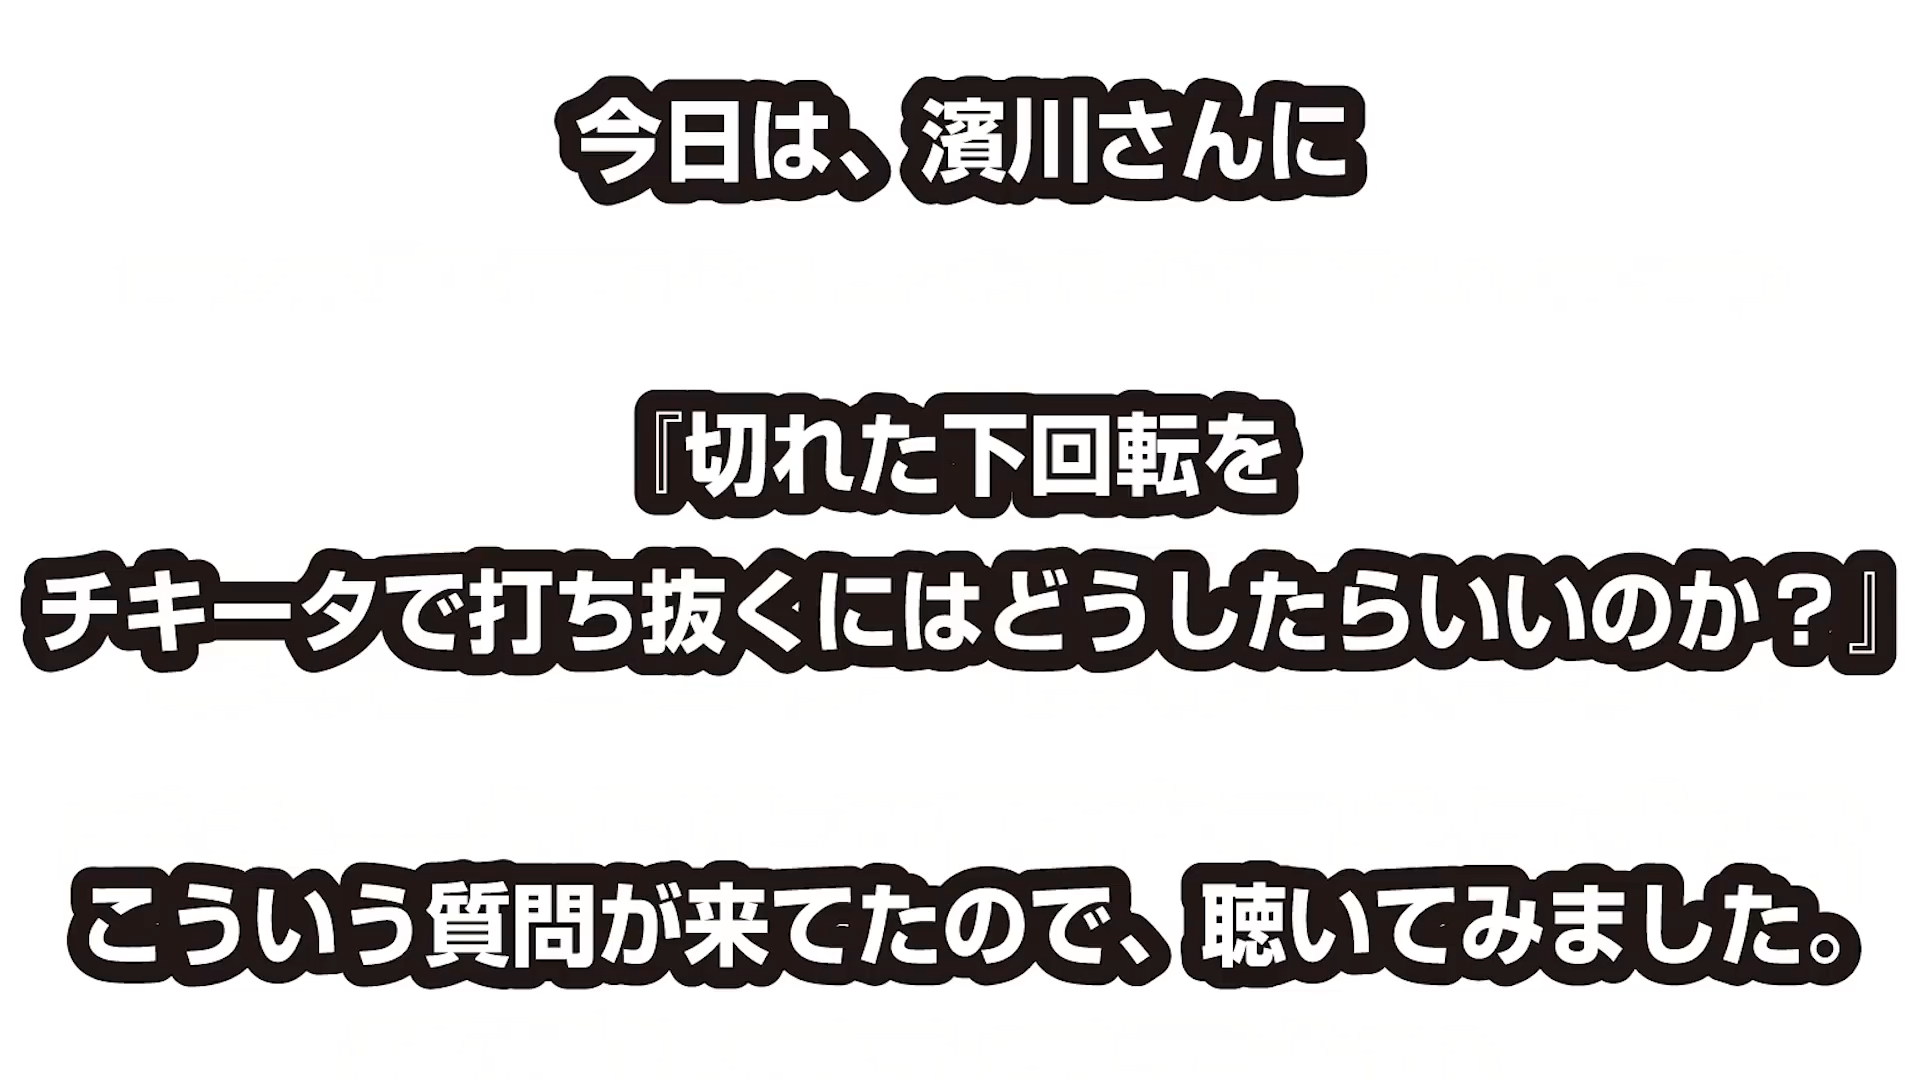 今日は、濱川さんに
『切れた下回転を
チキータで打ち抜くにはどうしたらいいのか？』
こういう質問が来てたので、聴いてみました。